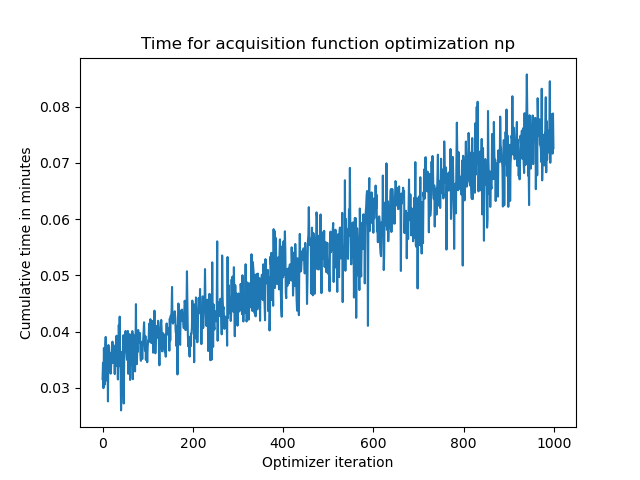 Time for acquisition function optimization np
0.08
0.07
0.06
0.05
0.04
0.03
Cumulative time in minutes
0 200 400 600 800 1000
Optimizer iteration